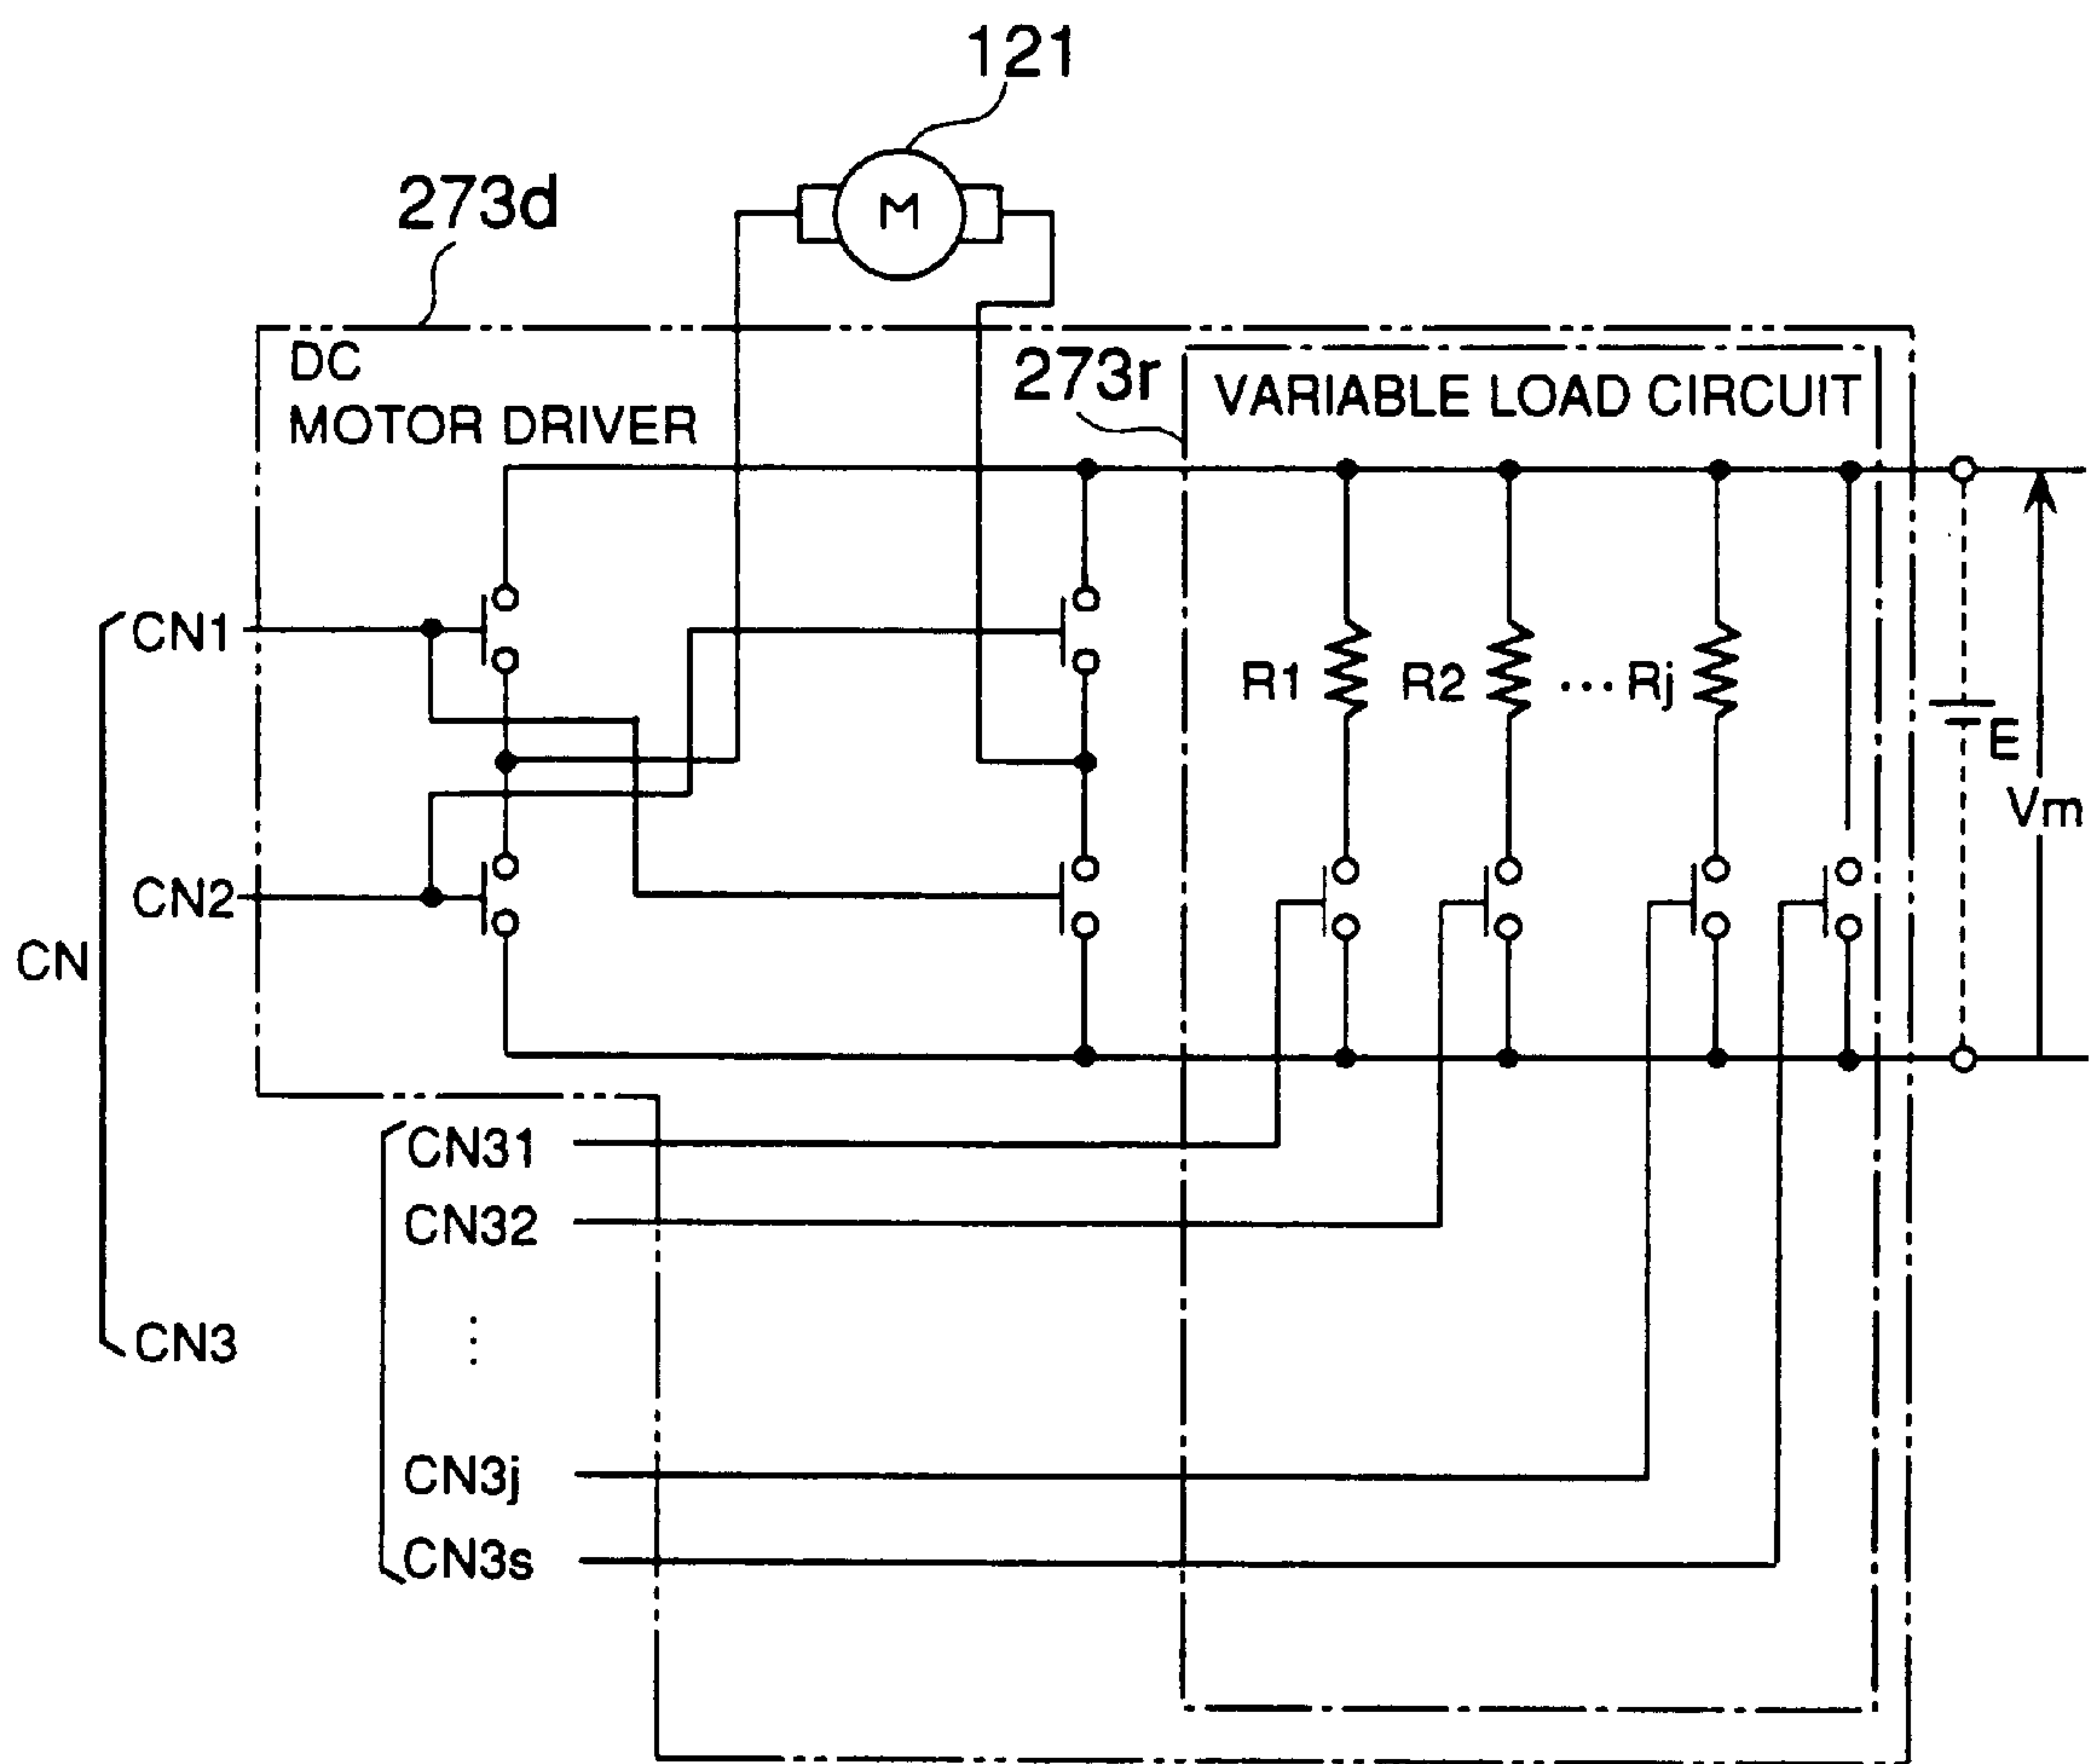 121
M
273d
DC
MOTOR DRIVER
273r
VARIABLE LOAD CIRCUIT
CN1
R1
R2
...
Rj
E
Vm
CN2
CN
CN31
CN32
CN3
⋮
CN3j
CN3s